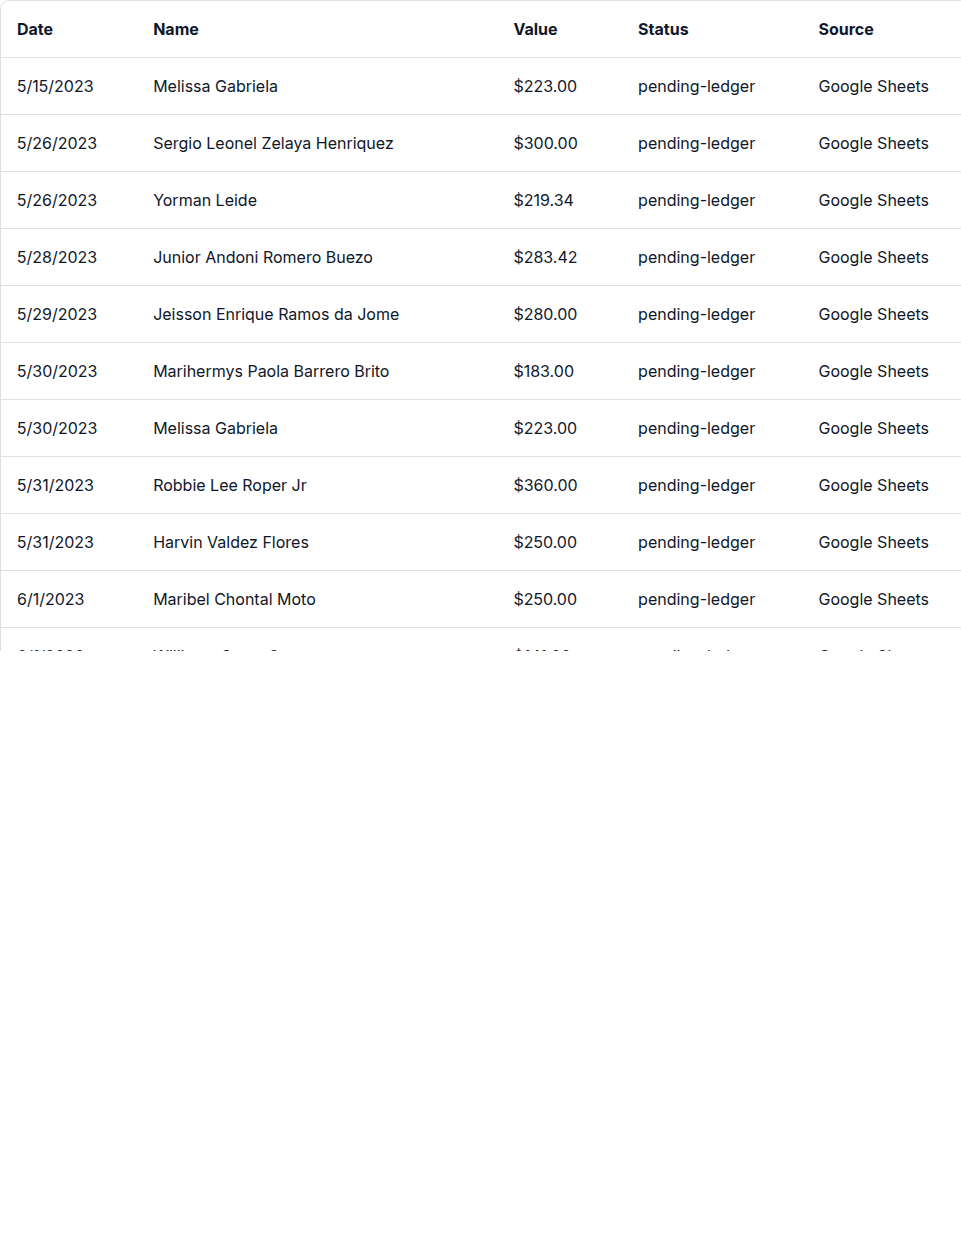 Date Name Value Status Source
5/15/2023 Melissa Gabriela $223.00 pending-ledger Google Sheets
5/26/2023 Sergio Leonel Zelaya Henriquez $300.00 pending-ledger Google Sheets
5/26/2023 Yorman Leide $219.34 pending-ledger Google Sheets
5/28/2023 Junior Andoni Romero Buezo $283.42 pending-ledger Google Sheets
5/29/2023 Jeisson Enrique Ramos da Jome $280.00 pending-ledger Google Sheets
5/30/2023 Marihermys Paola Barrero Brito $183.00 pending-ledger Google Sheets
5/30/2023 Melissa Gabriela $223.00 pending-ledger Google Sheets
5/31/2023 Robbie Lee Roper Jr $360.00 pending-ledger Google Sheets
5/31/2023 Harvin Valdez Flores $250.00 pending-ledger Google Sheets
6/1/2023 Maribel Chontal Moto $250.00 pending-ledger Google Sheets